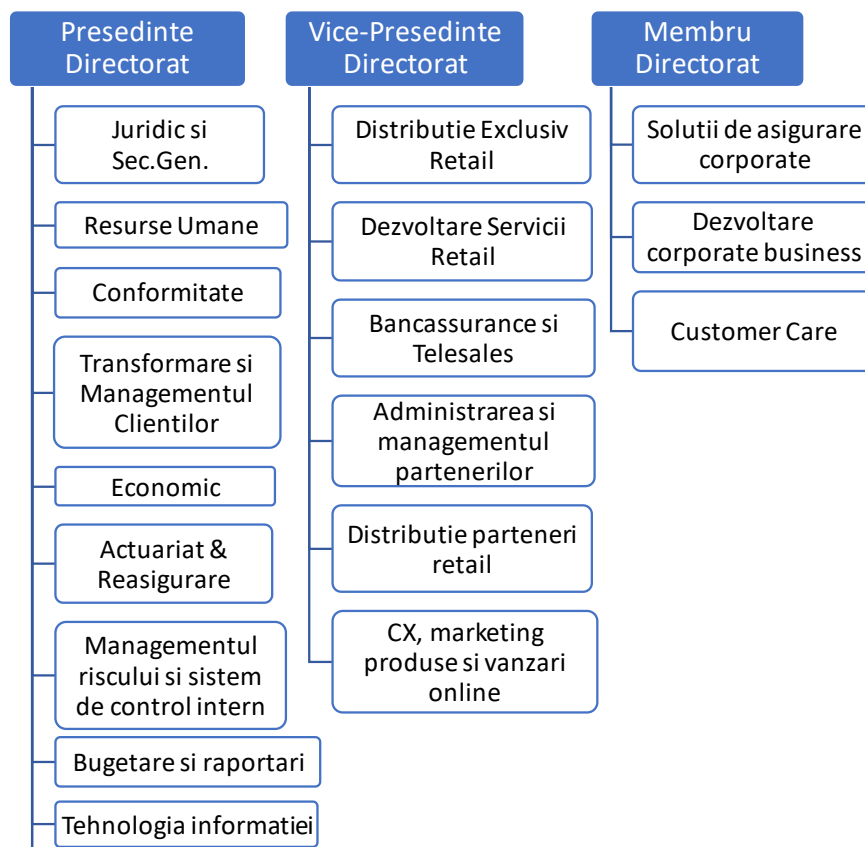 Presedinte
Directorat
Juridic si
Sec.Gen.
Resurse Umane
Conformitate
Transformare si
Managementul
Clientilor
Economic
Actuariat &
Reasigurare
Managementul
riscului si sistem
de control intern
Bugetare si raportari
Tehnologia informatiei
Vice-Presedinte
Directorat
Distributie Exclusiv
Retail
Dezvoltare Servicii
Retail
Bancassurance si
Telesales
Administrarea si
managementul
partenerilor
Distributie parteneri
retail
CX, marketing
produse si vanzari
online
Membru
Directorat
Solutii de asigurare
corporate
Dezvoltare
corporate business
Customer Care